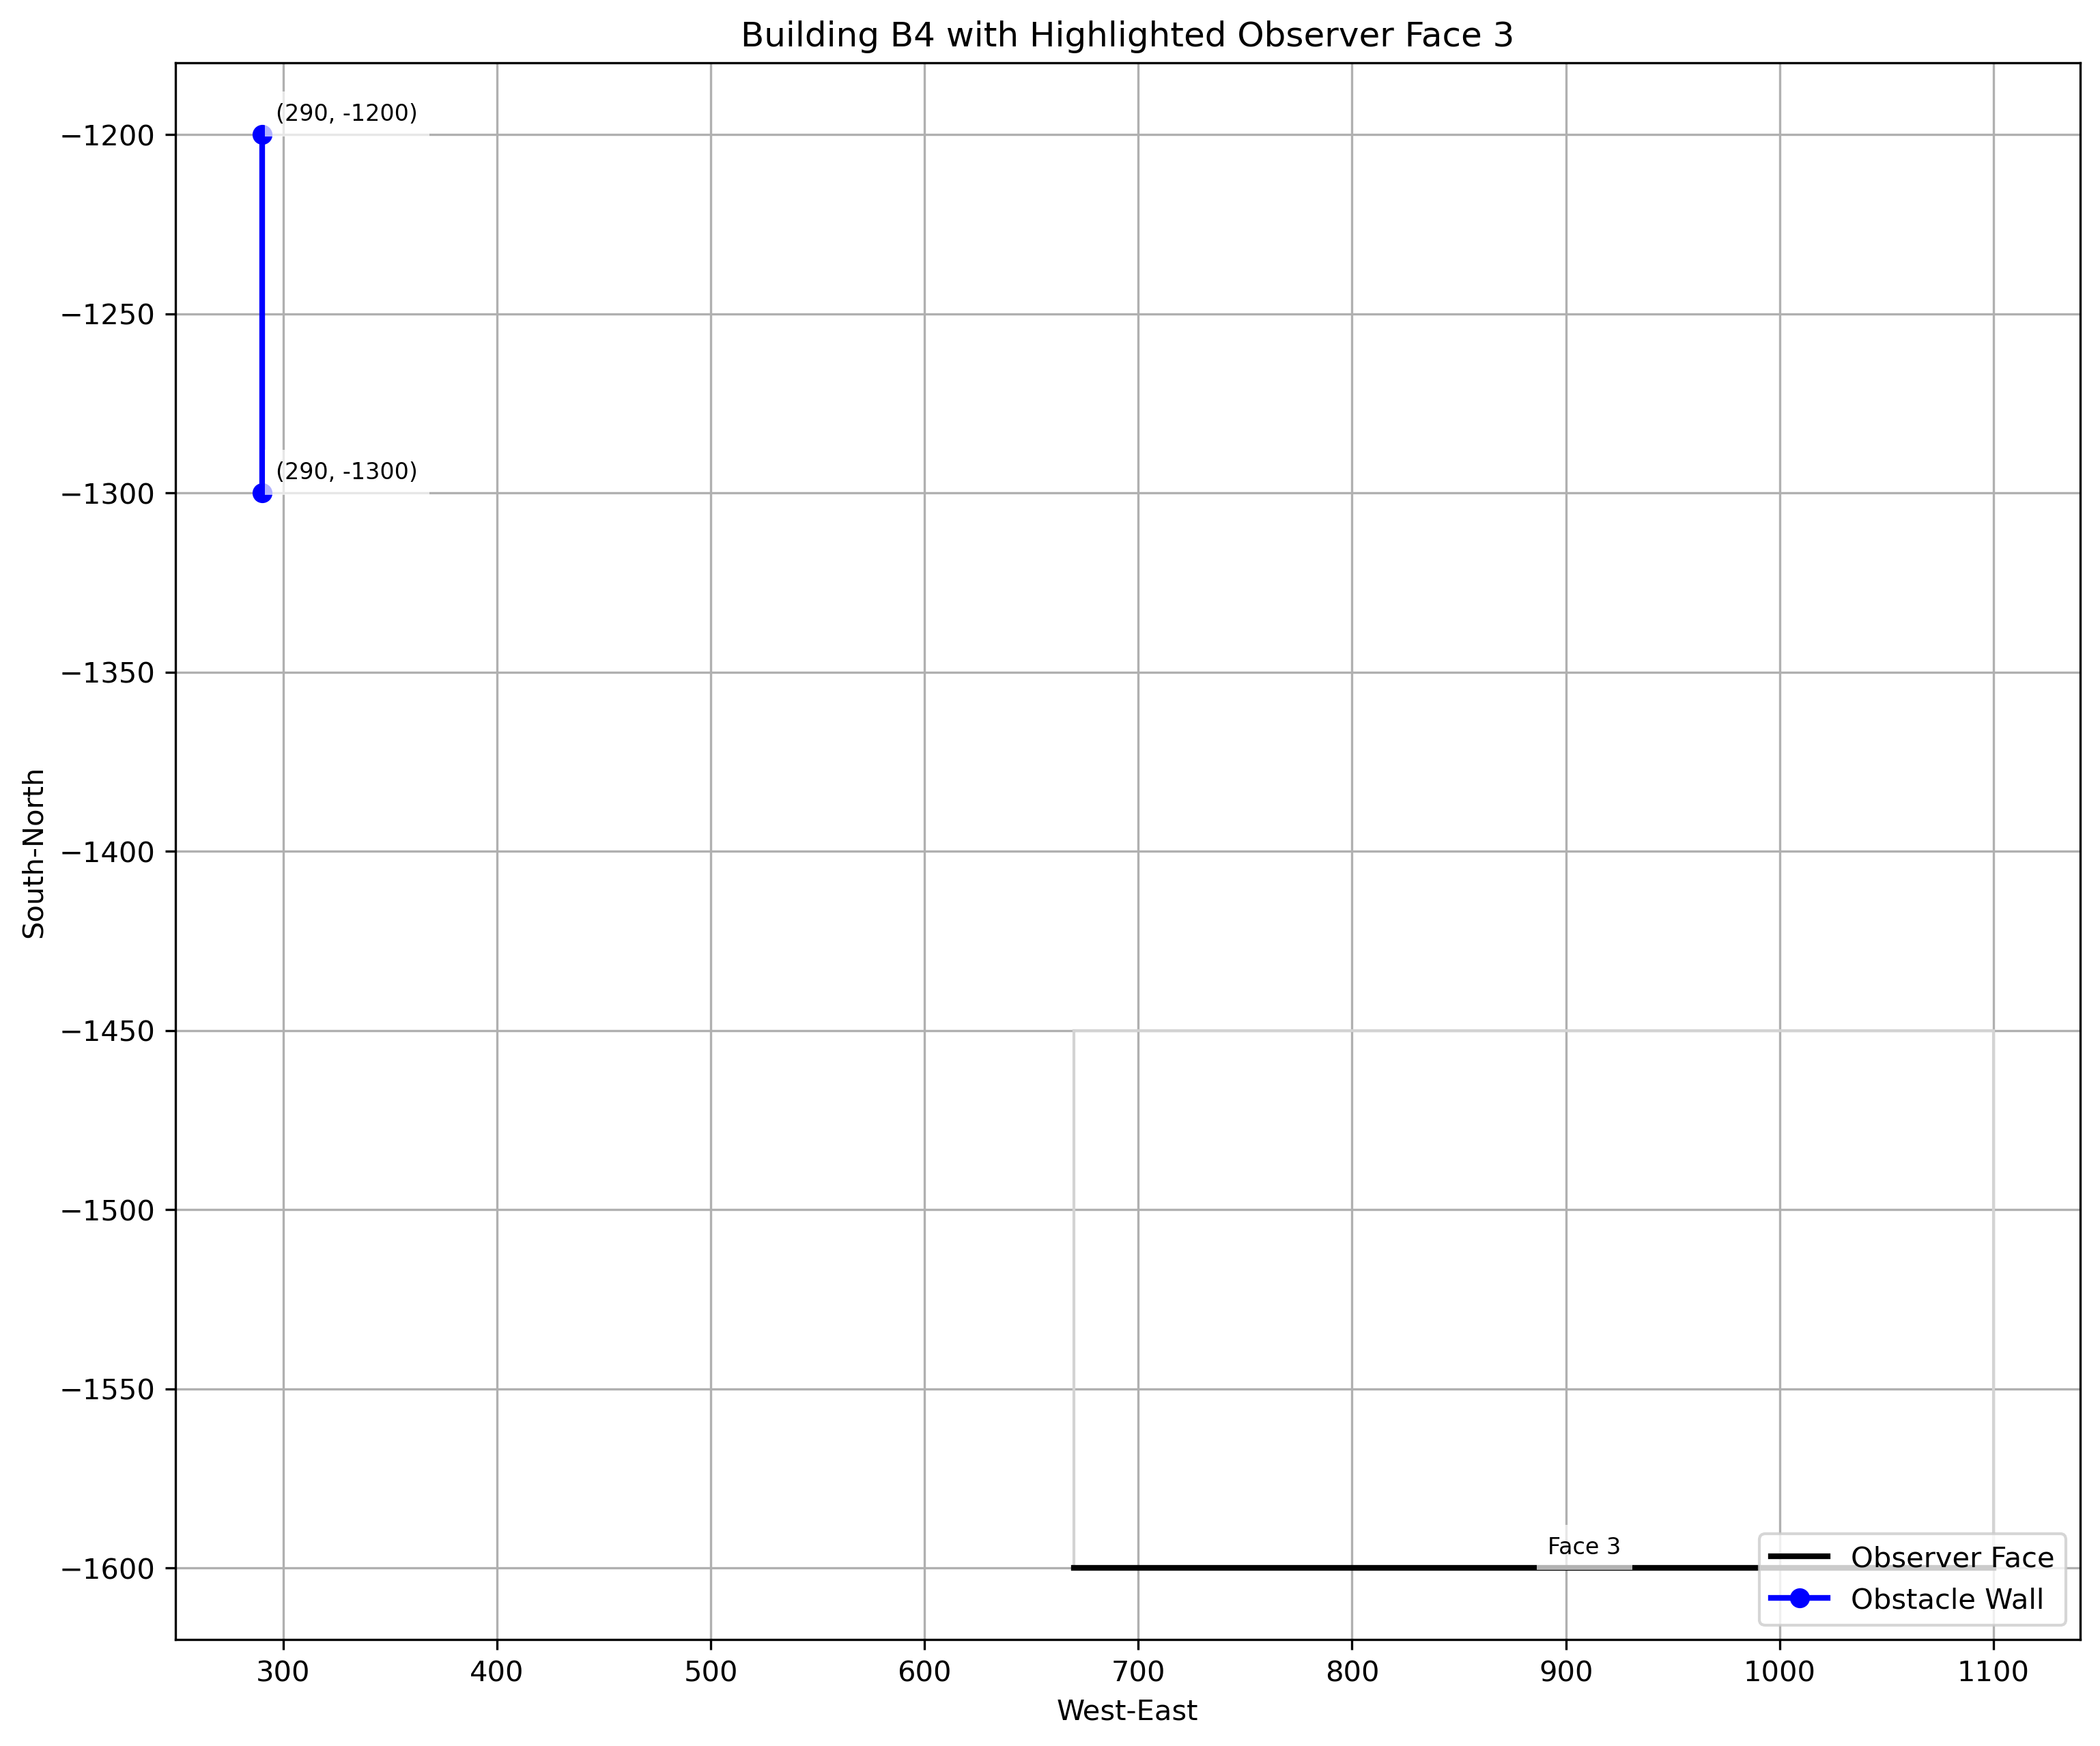 Building B4 with Highlighted Observer Face 3
(290, -1200)
(290, -1300)
−1200
−1250
−1300
−1350
−1400
−1450
−1500
−1550
−1600
South-North
Face 3
Observer Face
Obstacle Wall
300 400 500 600 700 800 900 1000 1100
West-East